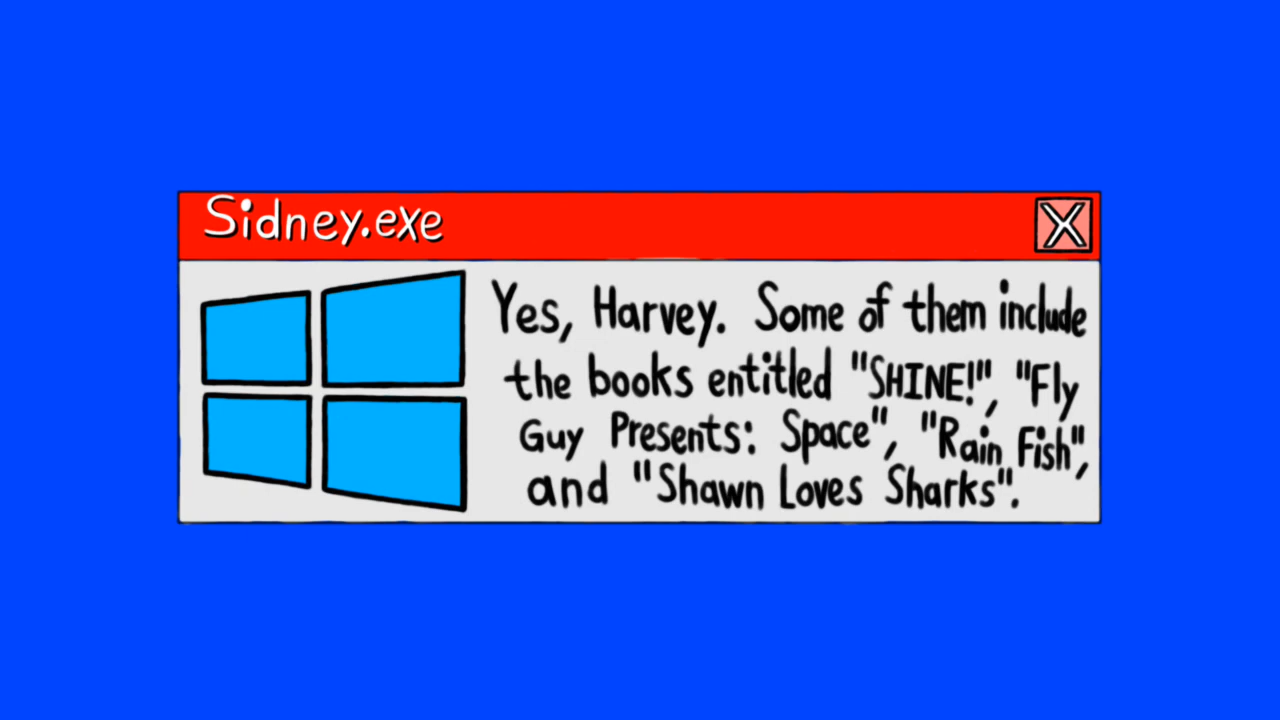 Sidney.exe
X
Yes, Harvey. Some of them include
the books entitled "SHINE!", "Fly
Guy Presents: Space", "Rain Fish",
and "Shawn Loves Sharks".